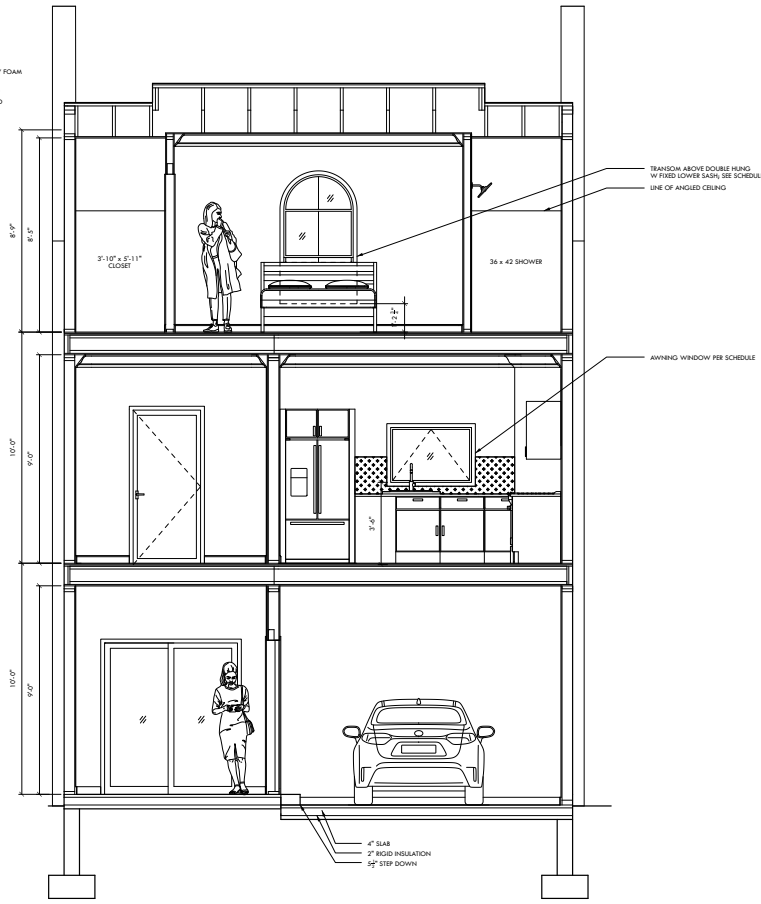 FOAM
TRANSOM ABOVE DOUBLE HUNG
W FIXED LOWER SASH; SEE SCHEDUL
LINE OF ANGLED CEILING
8'-9"
8'-5"
3'-10" x 5'-11"
CLOSET
36 x 42 SHOWER
AWNING WINDOW PER SCHEDULE
10'-0"
9'-0"
3'-6"
10'-0"
9'-0"
4" SLAB
2" RIGID INSULATION
5½" STEP DOWN